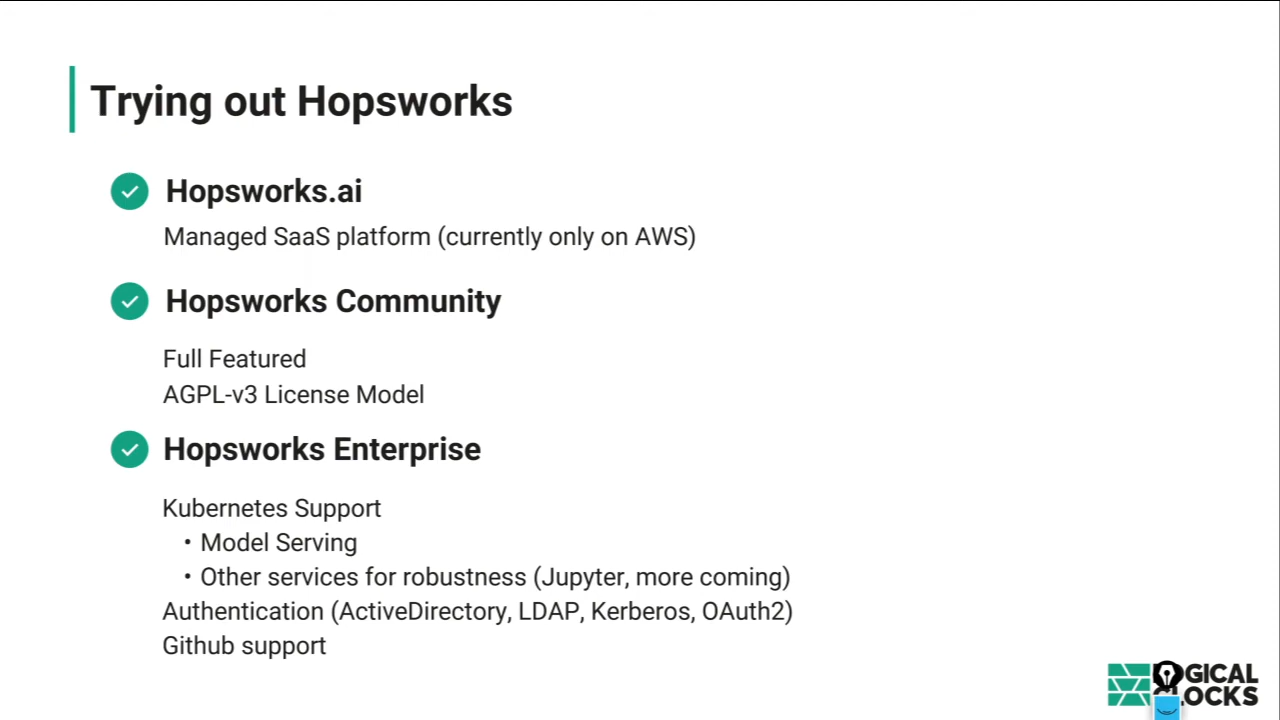 Trying out Hopsworks
Hopsworks.ai
Managed SaaS platform (currently only on AWS)
Hopsworks Community
Full Featured
AGPL-v3 License Model
Hopsworks Enterprise
Kubernetes Support
• Model Serving
• Other services for robustness (Jupyter, more coming)
Authentication (ActiveDirectory, LDAP, Kerberos, OAuth2)
Github support
LOGICAL
CLOCKS